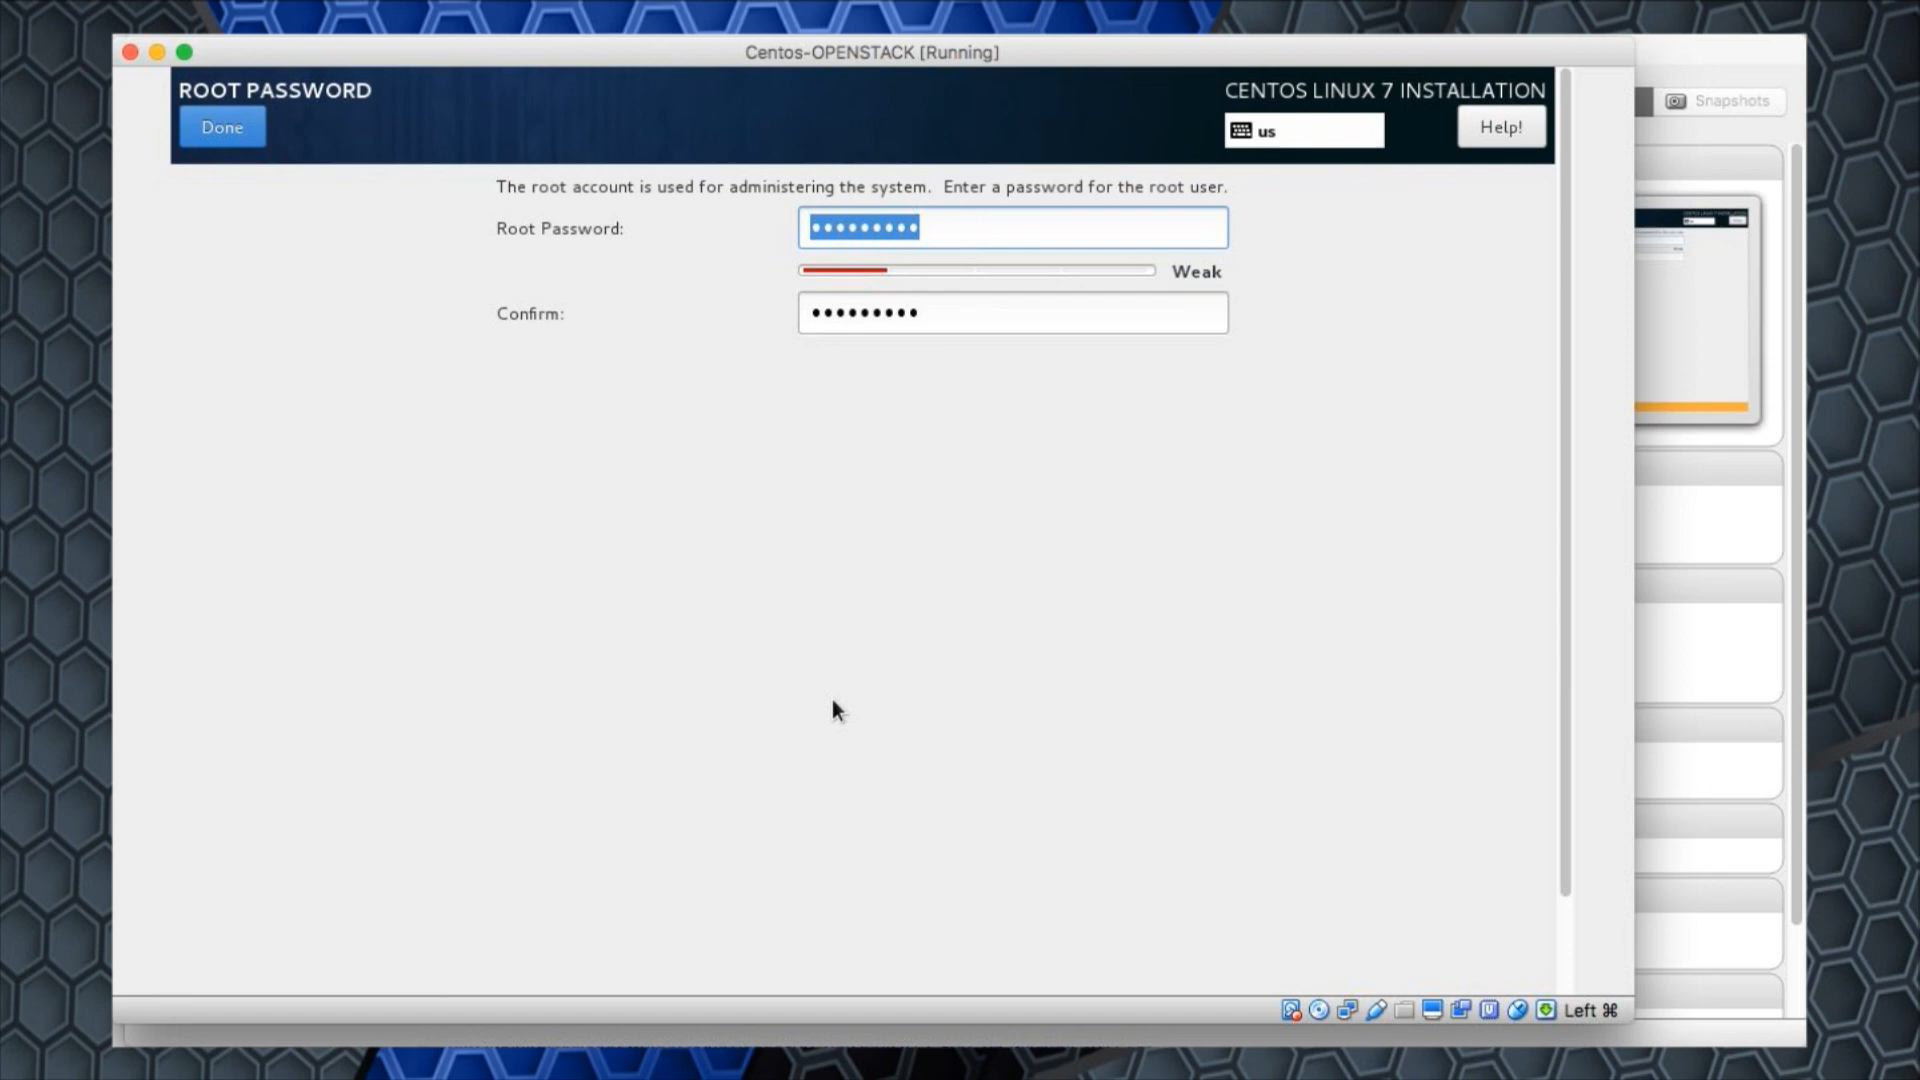 Centos-OPENSTACK [Running]
ROOT PASSWORD
CENTOS LINUX 7 INSTALLATION
Done
us
Help!
Snapshots
The root account is used for administering the system.  Enter a password for the root user.
Root Password:
•••••••••
Weak
Confirm:
•••••••••
Left ⌘